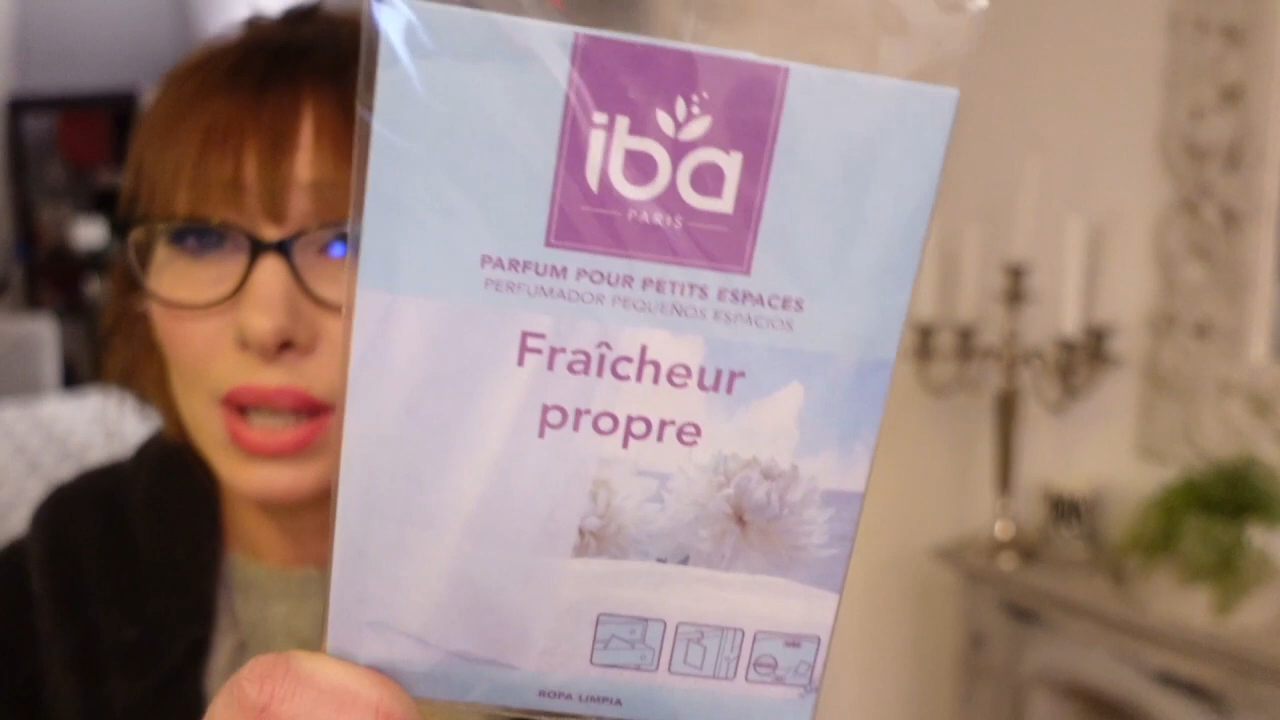 iba
PARIS
PARFUM POUR PETITS ESPACES
PERFUMADOR PEQUEÑOS ESPACIOS
Fraîcheur
propre
ROPA LIMPIA